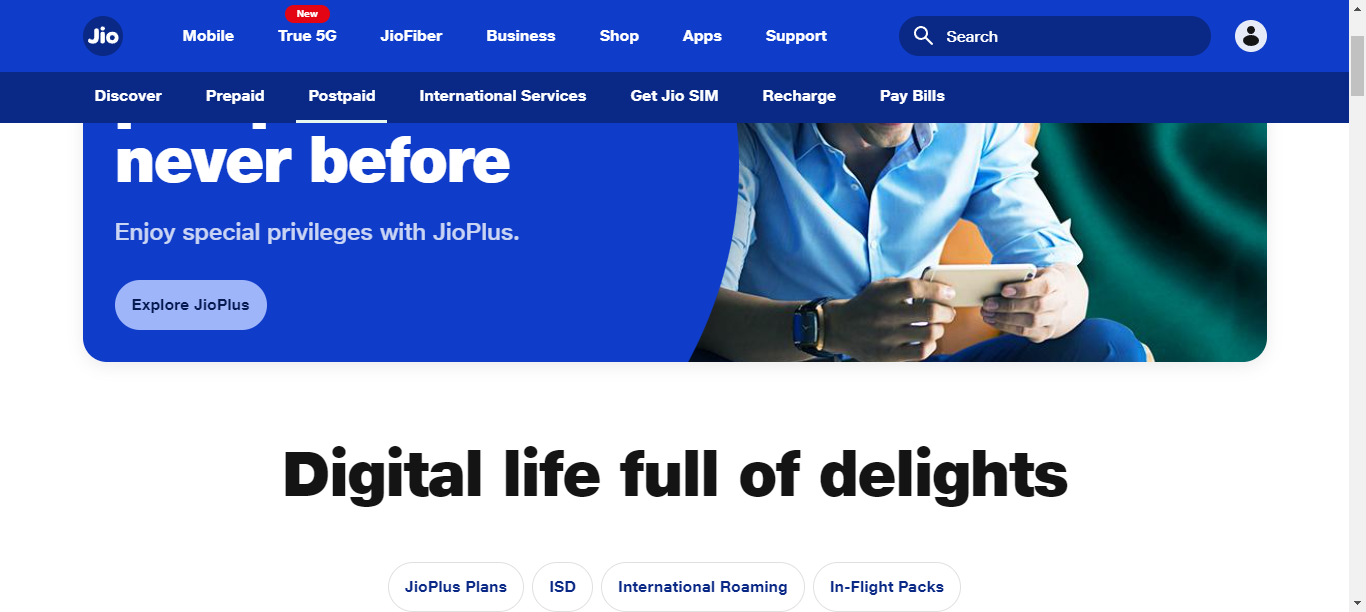 New
Jio
Mobile
True 5G
JioFiber
Business
Shop
Apps
Support
Search
Discover
Prepaid
Postpaid
International Services
Get Jio SIM
Recharge
Pay Bills
never before
Enjoy special privileges with JioPlus.
Explore JioPlus
Digital life full of delights
JioPlus Plans
ISD
International Roaming
In-Flight Packs